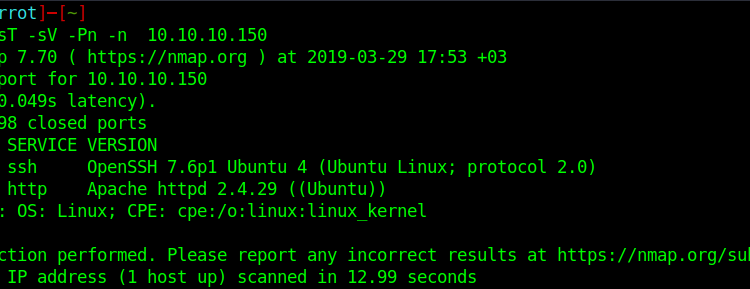 rrot]─[~]
sT -sV -Pn -n  10.10.10.150
p 7.70 ( https://nmap.org ) at 2019-03-29 17:53 +03
port for 10.10.10.150
0.049s latency).
98 closed ports
SERVICE VERSION
ssh     OpenSSH 7.6p1 Ubuntu 4 (Ubuntu Linux; protocol 2.0)
http    Apache httpd 2.4.29 ((Ubuntu))
: OS: Linux; CPE: cpe:/o:linux:linux_kernel
ction performed. Please report any incorrect results at https://nmap.org/sub
IP address (1 host up) scanned in 12.99 seconds